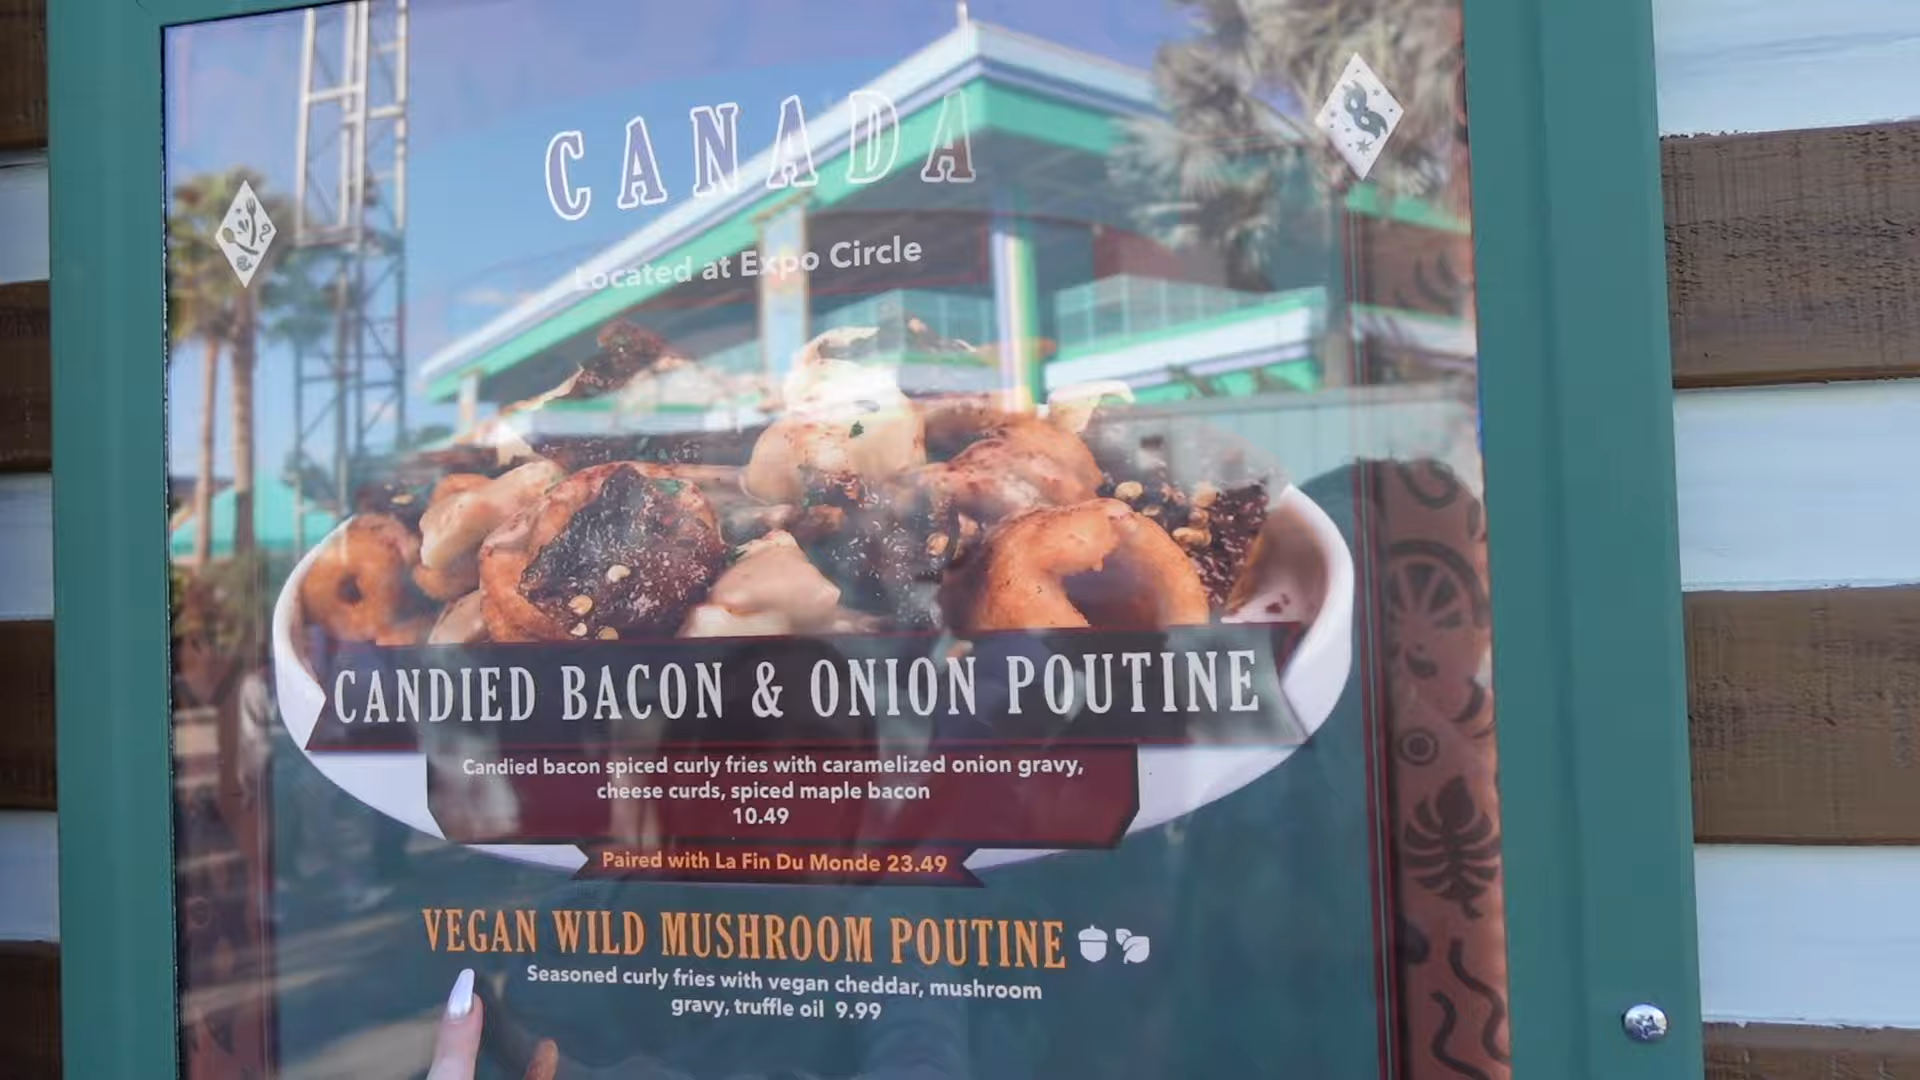 CANADA
Located at Expo Circle
CANDIED BACON & ONION POUTINE
Candied bacon spiced curly fries with caramelized onion gravy,
cheese curds, spiced maple bacon
10.49
Paired with La Fin Du Monde 23.49
VEGAN WILD MUSHROOM POUTINE
Seasoned curly fries with vegan cheddar, mushroom
gravy, truffle oil 9.99